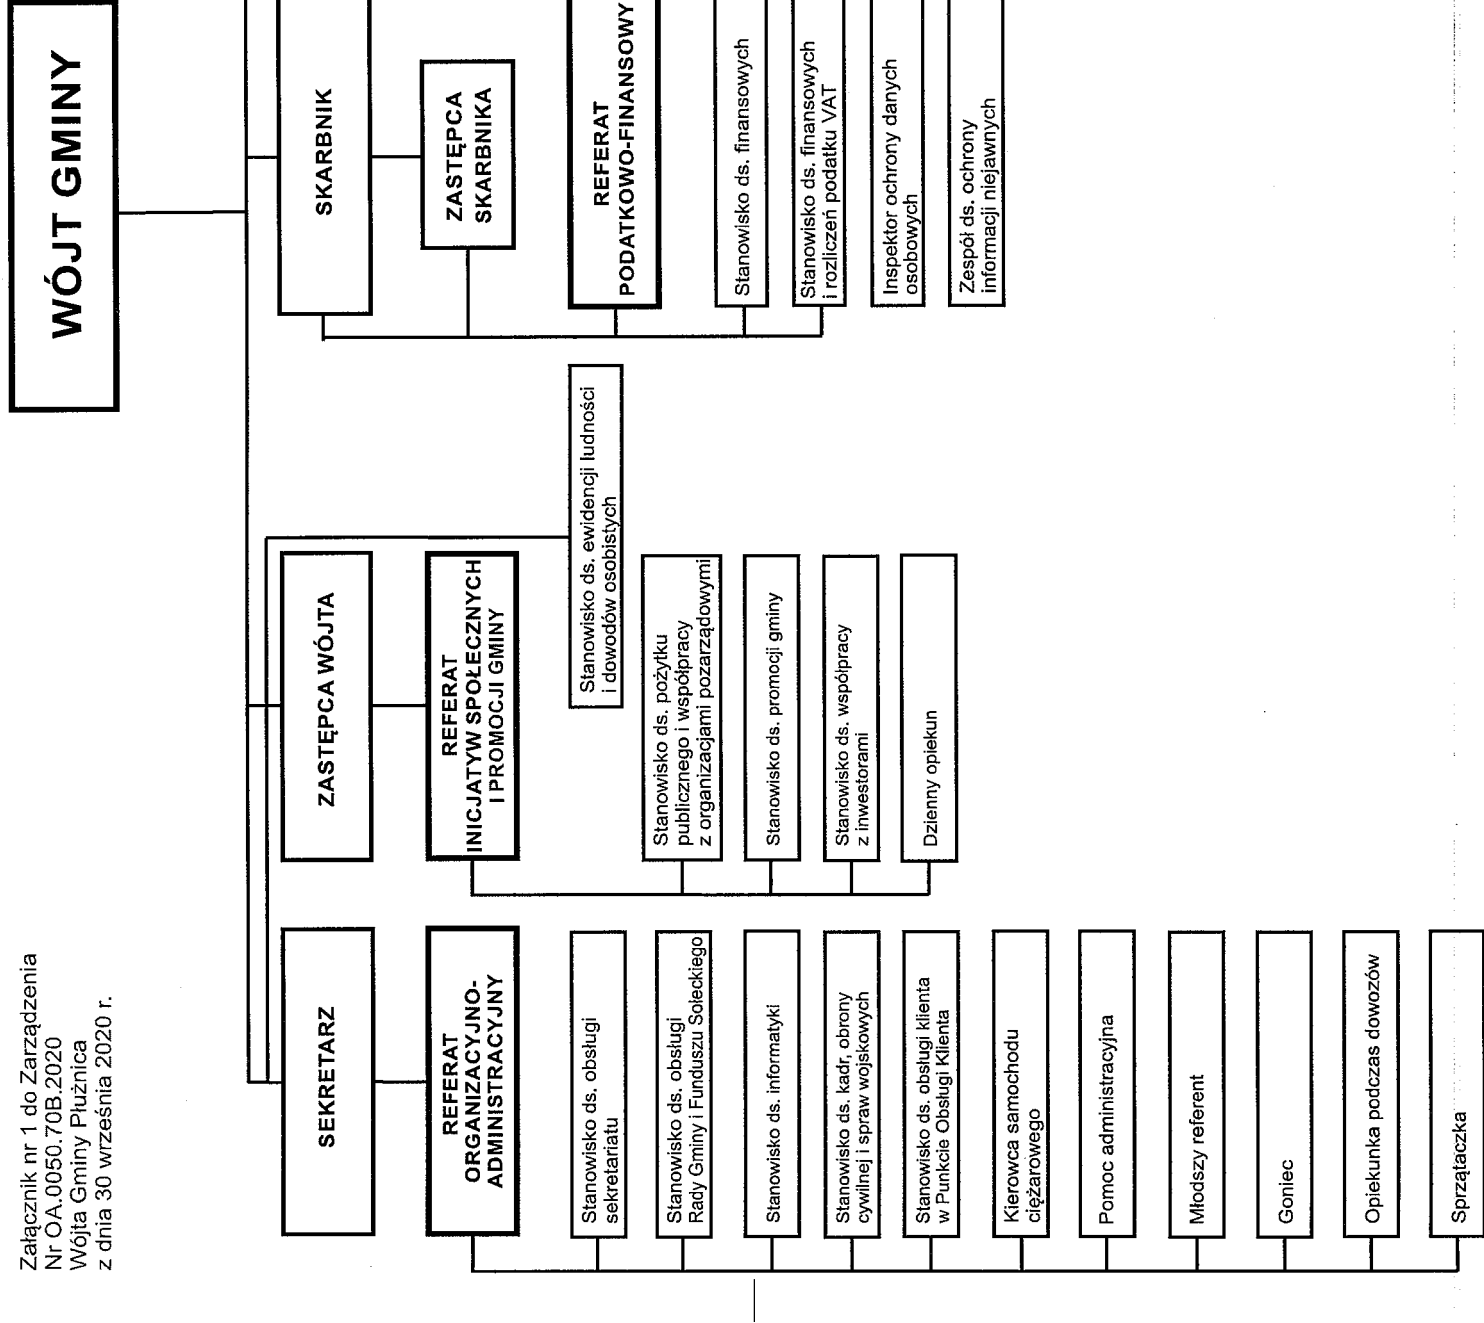 Załącznik nr 1 do Zarządzenia
Nr OA.0050.70B.2020
Wójta Gminy Płużnica
z dnia 30 września 2020 r.
WÓJT GMINY
SEKRETARZ
ZASTĘPCA WÓJTA
SKARBNIK
REFERAT
ORGANIZACYJNO-
ADMINISTRACYJNY
REFERAT
INICJATYW SPOŁECZNYCH
I PROMOCJI GMINY
ZASTĘPCA
SKARBNIKA
Stanowisko ds. obsługi
sekretariatu
Stanowisko ds. obsługi
Rady Gminy i Funduszu Sołeckiego
Stanowisko ds. informatyki
Stanowisko ds. kadr, obrony
cywilnej i spraw wojskowych
Stanowisko ds. obsługi klienta
w Punkcie Obsługi Klienta
Kierowca samochodu
ciężarowego
Pomoc administracyjna
Młodszy referent
Goniec
Opiekunka podczas dowozów
Sprzątaczka
Stanowisko ds. ewidencji ludności
i dowodów osobistych
Stanowisko ds. pożytku
publicznego i współpracy
z organizacjami pozarządowymi
Stanowisko ds. promocji gminy
Stanowisko ds. współpracy
z inwestorami
Dzienny opiekun
REFERAT
PODATKOWO-FINANSOWY
Stanowisko ds. finansowych
Stanowisko ds. finansowych
i rozliczeń podatku VAT
Inspektor ochrony danych
osobowych
Zespół ds. ochrony
informacji niejawnych